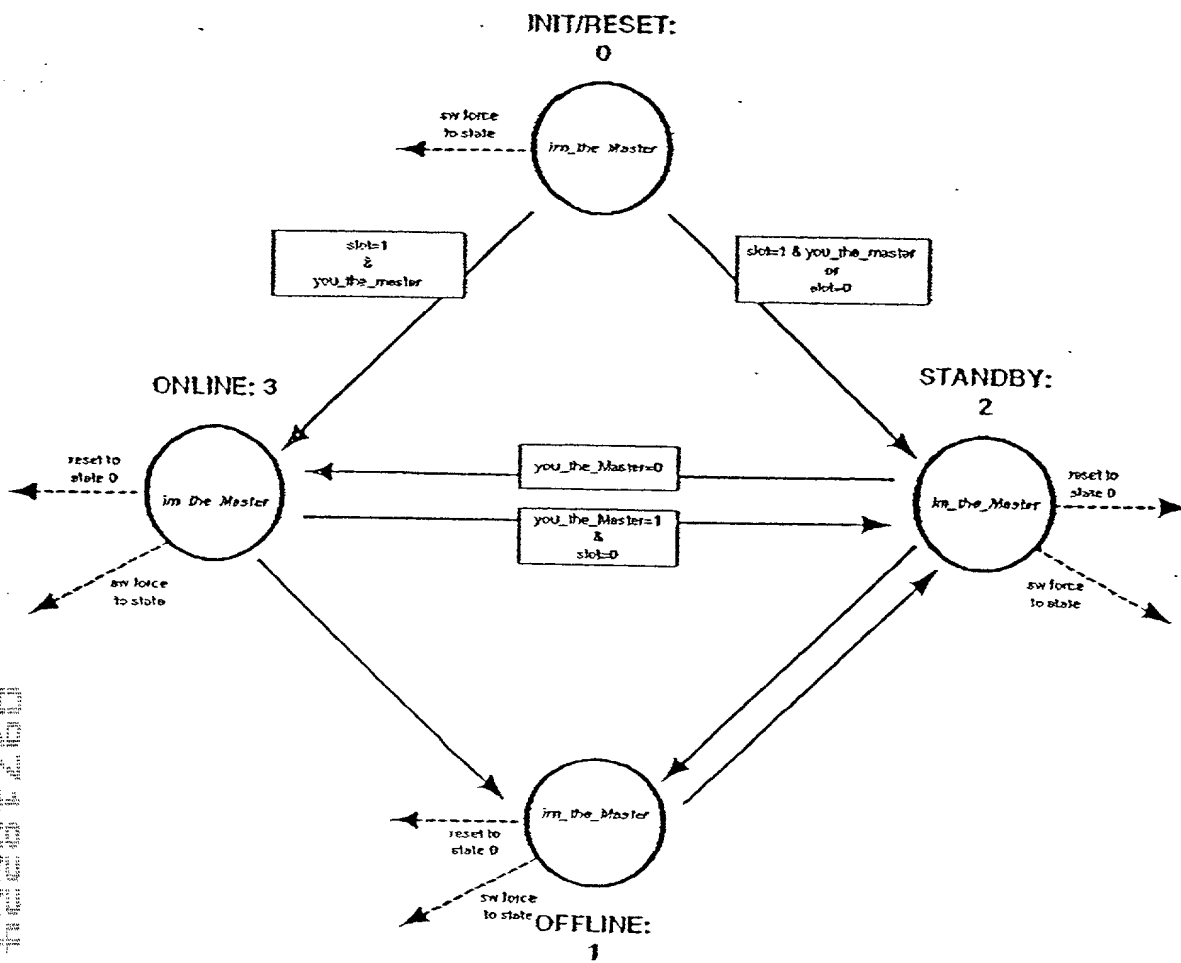 INIT/RESET:
0
sw force
to state
im_the Master
slot=1
&
you_the_master
slot=1 & you_the_master
or
slot=0
ONLINE: 3
STANDBY:
2
reset to
state 0
im the Master
sw force
to state
you_the_Master=0
you_the_Master=1
&
slot=0
im_the_Master
reset to
state 0
sw force
to state
im_the_Master
reset to
state 0
sw force
to state
OFFLINE:
1